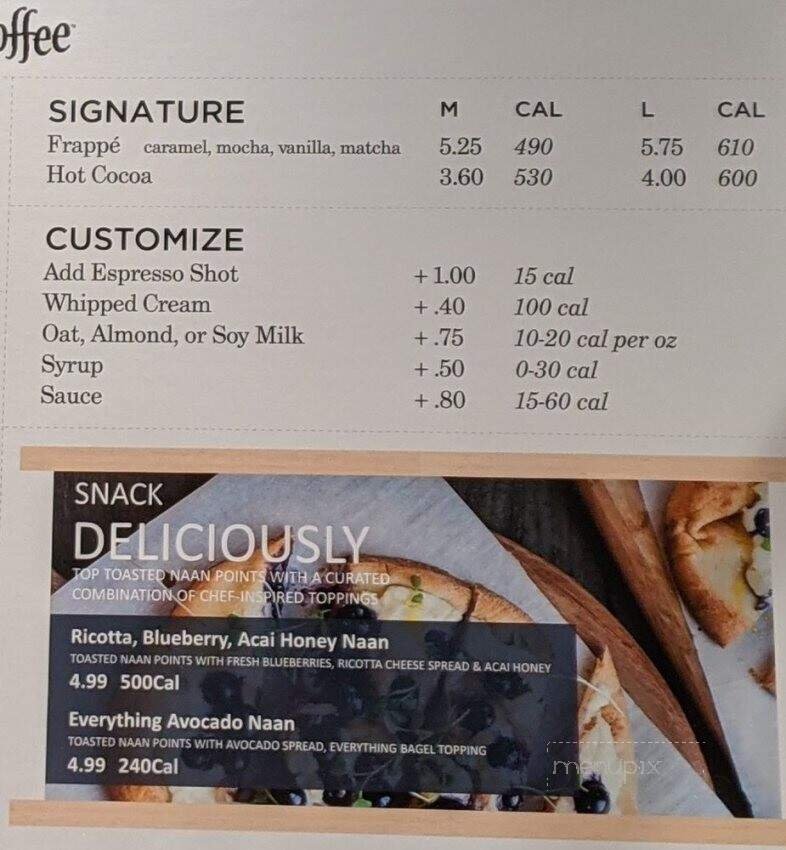 offee
SIGNATURE M CAL L CAL
Frappé caramel, mocha, vanilla, matcha 5.25 490 5.75 610
Hot Cocoa 3.60 530 4.00 600
CUSTOMIZE
Add Espresso Shot +1.00 15 cal
Whipped Cream +.40 100 cal
Oat, Almond, or Soy Milk +.75 10-20 cal per oz
Syrup +.50 0-30 cal
Sauce +.80 15-60 cal
SNACK
DELICIOUSLY
TOP TOASTED NAAN POINTS WITH A CURATED
COMBINATION OF CHEF-INSPIRED TOPPINGS
Ricotta, Blueberry, Acai Honey Naan
TOASTED NAAN POINTS WITH FRESH BLUEBERRIES, RICOTTA CHEESE SPREAD & ACAI HONEY
4.99 500Cal
Everything Avocado Naan
TOASTED NAAN POINTS WITH AVOCADO SPREAD, EVERYTHING BAGEL TOPPING
4.99 240Cal
menupix